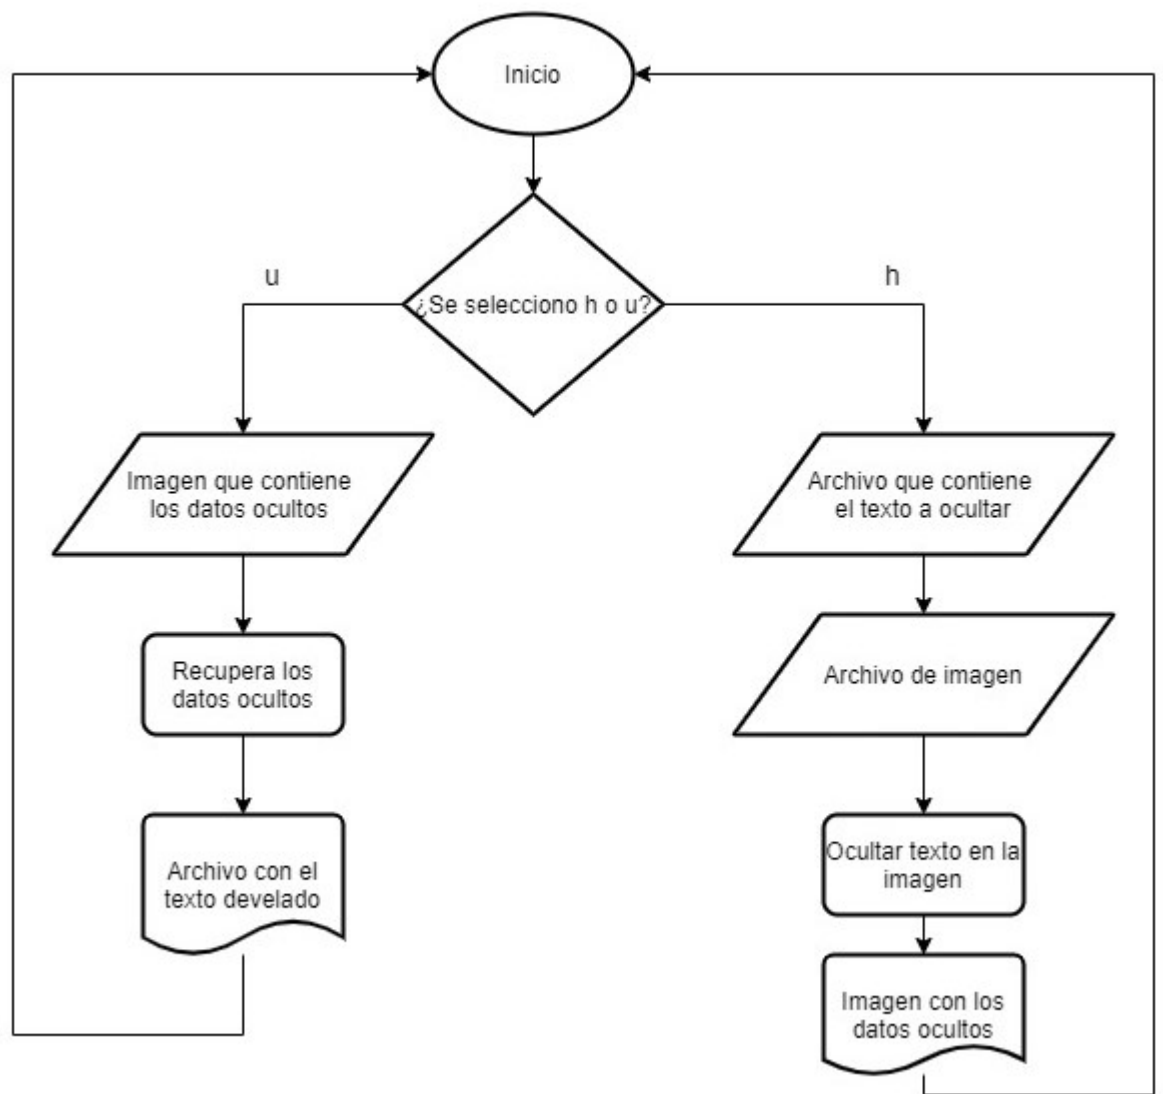 Inicio
u
h
¿Se selecciono h o u?
Imagen que contiene
los datos ocultos
Archivo que contiene
el texto a ocultar
Recupera los
datos ocultos
Archivo de imagen
Archivo con el
texto develado
Ocultar texto en la
imagen
Imagen con los
datos ocultos